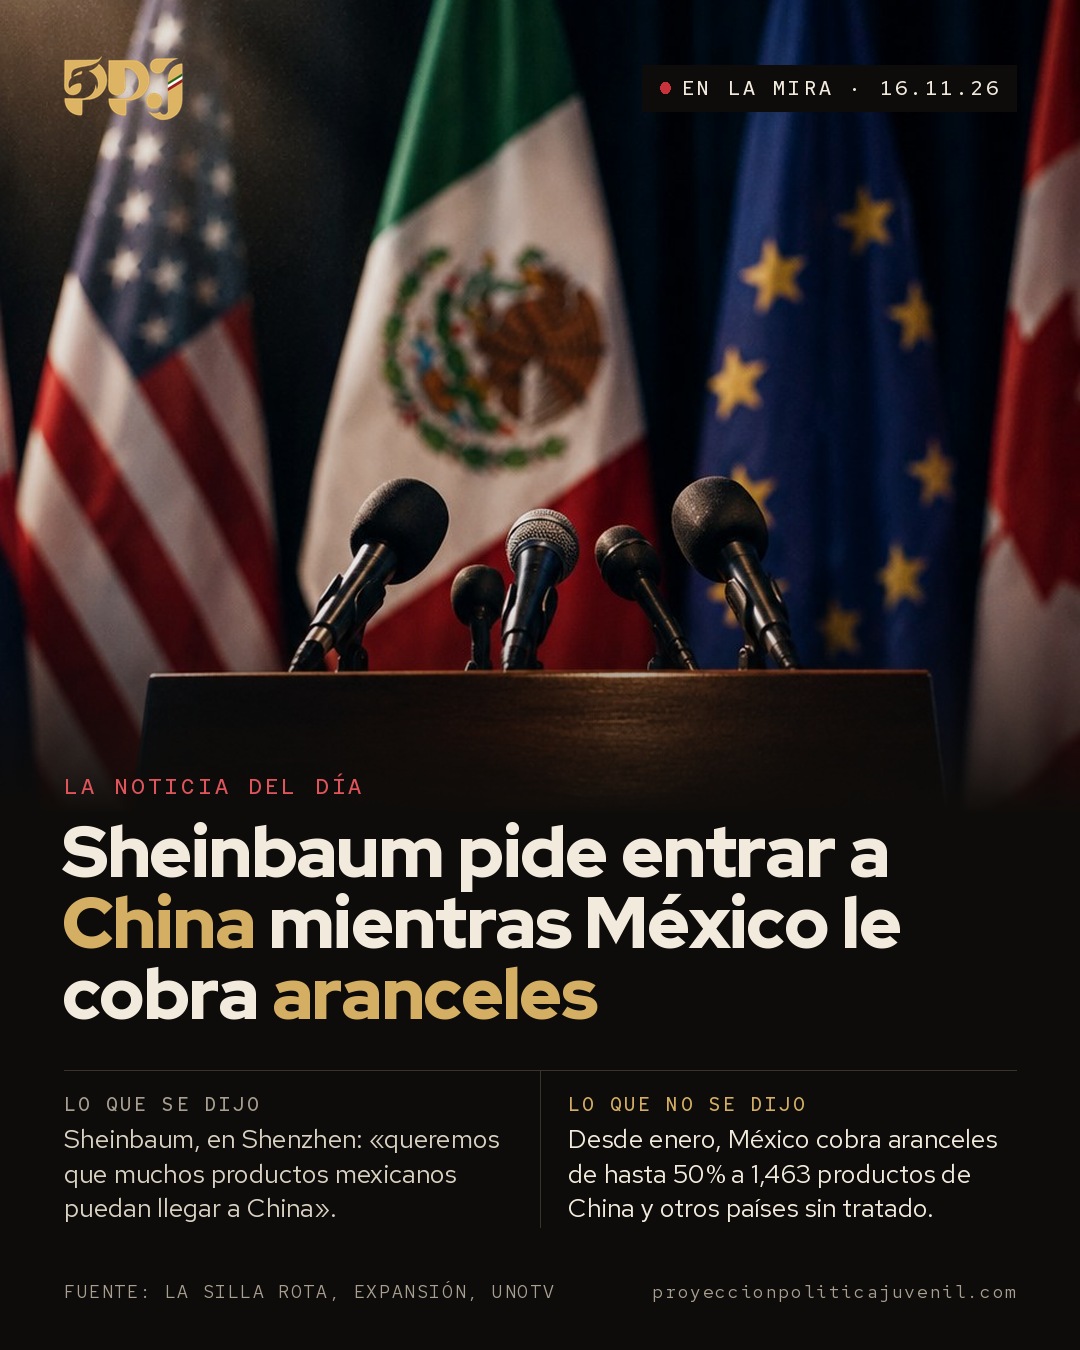 PPJ
EN LA MIRA · 16.11.26
LA NOTICIA DEL DÍA
Sheinbaum pide entrar a
China mientras México le
cobra aranceles
LO QUE SE DIJO
Sheinbaum, en Shenzhen: «queremos
que muchos productos mexicanos
puedan llegar a China».
LO QUE NO SE DIJO
Desde enero, México cobra aranceles
de hasta 50% a 1,463 productos de
China y otros países sin tratado.
FUENTE: LA SILLA ROTA, EXPANSIÓN, UNOTV
proyeccionpoliticajuvenil.com